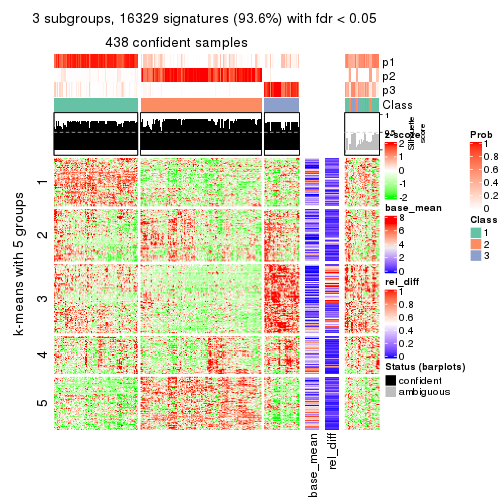 3 subgroups, 16329 signatures (93.6%) with fdr < 0.05
438 confident samples
p1
p2
p3
Class
1
0.5
0
Silhouette
score
k-means with 5 groups
1
2
3
4
5
base_mean
rel_diff
z-score
2
1
0
-1
-2
base_mean
8
6
4
2
0
rel_diff
1
0.8
0.6
0.4
0.2
0
Status (barplots)
confident
ambiguous
Prob
1
0.8
0.6
0.4
0.2
0
Class
1
2
3